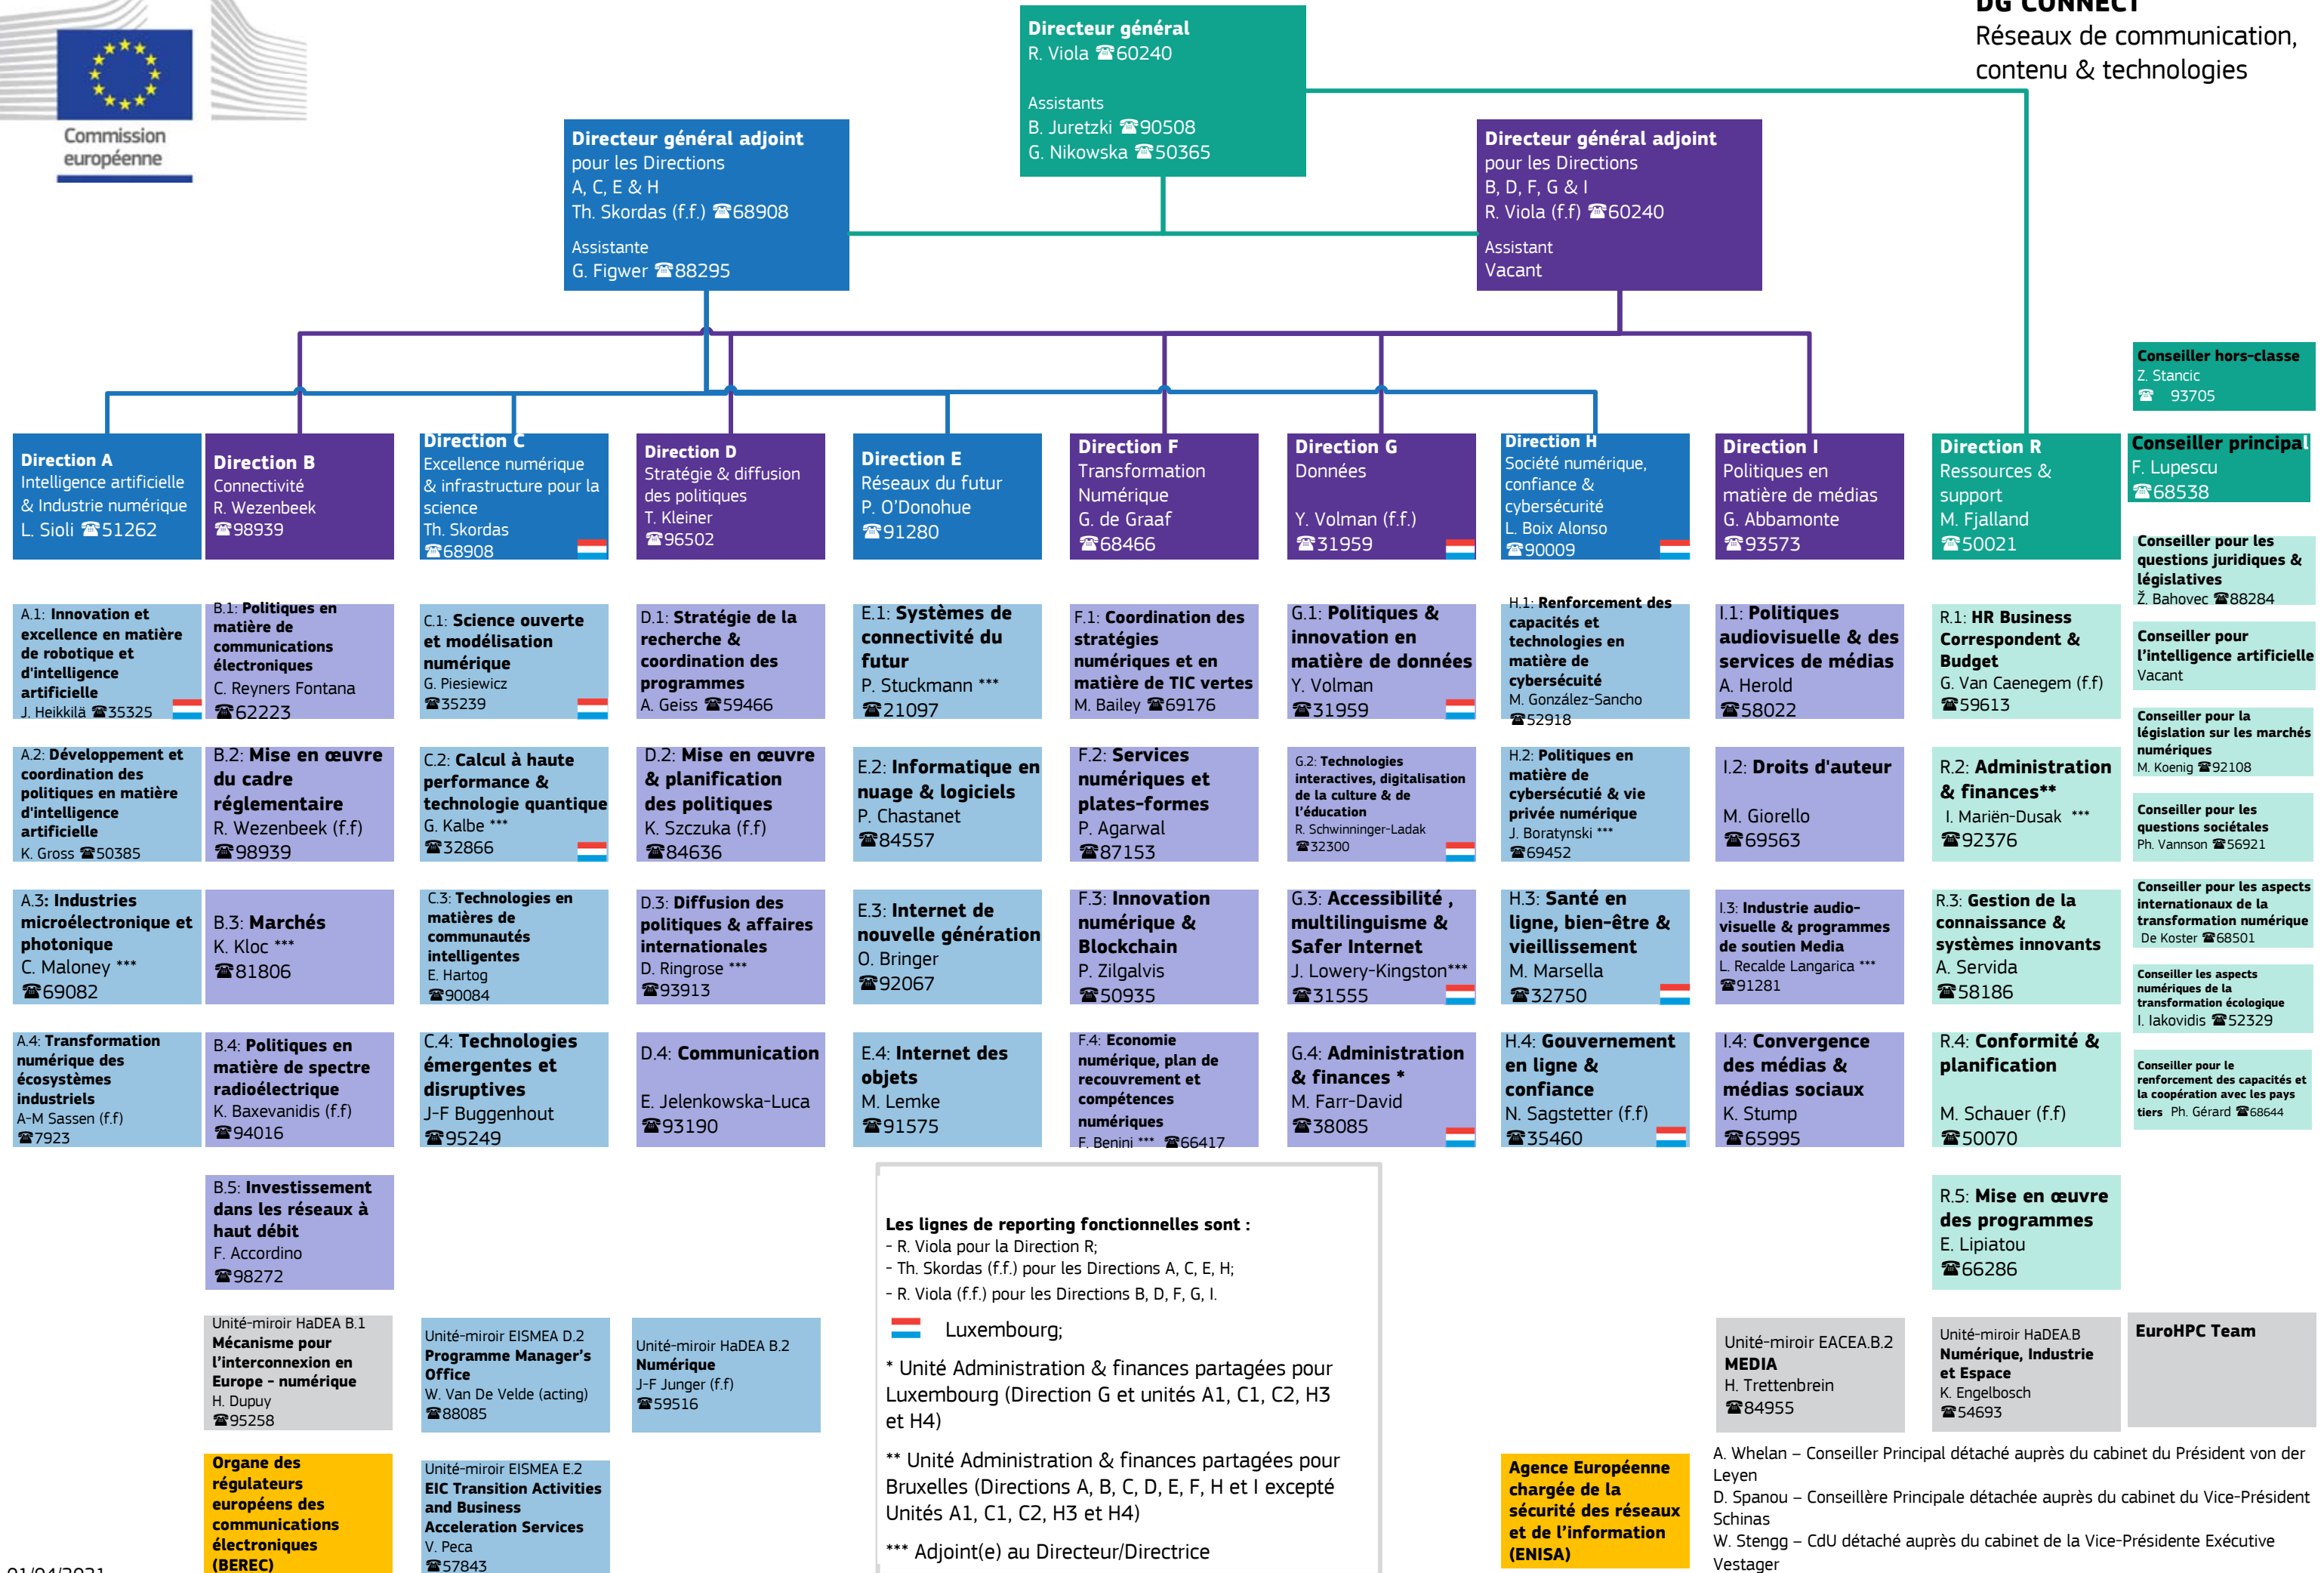 DG CONNECT
Réseaux de communication,
contenu & technologies
Commission
européenne
Directeur général
R. Viola ☎60240
Assistants
B. Juretzki ☎90508
G. Nikowska ☎50365
Directeur général adjoint
pour les Directions
A, C, E & H
Th. Skordas (f.f.) ☎68908
Assistante
G. Figwer ☎88295
Directeur général adjoint
pour les Directions
B, D, F, G & I
R. Viola (f.f) ☎60240
Assistant
Vacant
Conseiller hors-classe
Z. Stancic
☎ 93705
Direction A
Intelligence artificielle
& Industrie numérique
L. Sioli ☎51262
Direction B
Connectivité
R. Wezenbeek
☎98939
Direction C
Excellence numérique
& infrastructure pour la
science
Th. Skordas
☎68908
Direction D
Stratégie & diffusion
des politiques
T. Kleiner
☎96502
Direction E
Réseaux du futur
P. O'Donohue
☎91280
Direction F
Transformation
Numérique
G. de Graaf
☎68466
Direction G
Données
Y. Volman (f.f.)
☎31959
Direction H
Société numérique,
confiance &
cybersécurité
L. Boix Alonso
☎90009
Direction I
Politiques en
matière de médias
G. Abbamonte
☎93573
Direction R
Ressources &
support
M. Fjalland
☎50021
Conseiller principal
F. Lupescu
☎68538
Conseiller pour les
questions juridiques &
législatives
Ž. Bahovec ☎88284
A.1: Innovation et
excellence en matière
de robotique et
d'intelligence
artificielle
J. Heikkilä ☎35325
B.1: Politiques en
matière de
communications
électroniques
C. Reyners Fontana
☎62223
C.1: Science ouverte
et modélisation
numérique
G. Piesiewicz
☎35239
D.1: Stratégie de la
recherche &
coordination des
programmes
A. Geiss ☎59466
E.1: Systèmes de
connectivité du
futur
P. Stuckmann ***
☎21097
F.1: Coordination des
stratégies
numériques et en
matière de TIC vertes
M. Bailey ☎69176
G.1: Politiques &
innovation en
matière de données
Y. Volman
☎31959
H.1: Renforcement des
capacités et
technologies en
matière de
cybersécuité
M. González-Sancho
☎52918
I.1: Politiques
audiovisuelle & des
services de médias
A. Herold
☎58022
R.1: HR Business
Correspondent &
Budget
G. Van Caenegem (f.f)
☎59613
Conseiller pour
l'intelligence artificielle
Vacant
Conseiller pour la
législation sur les marchés
numériques
M. Koenig ☎92108
A.2: Développement et
coordination des
politiques en matière
d'intelligence
artificielle
K. Gross ☎50385
B.2: Mise en œuvre
du cadre
réglementaire
R. Wezenbeek (f.f)
☎98939
C.2: Calcul à haute
performance &
technologie quantique
G. Kalbe ***
☎32866
D.2: Mise en œuvre
& planification
des politiques
K. Szczuka (f.f)
☎84636
E.2: Informatique en
nuage & logiciels
P. Chastanet
☎84557
F.2: Services
numériques et
plates-formes
P. Agarwal
☎87153
G.2: Technologies
interactives, digitalisation
de la culture & de
l'éducation
R. Schwinninger-Ladak
☎32300
H.2: Politiques en
matière de
cybersécutié & vie
privée numérique
J. Boratynski ***
☎69452
I.2: Droits d'auteur
M. Giorello
☎69563
R.2: Administration
& finances**
I. Mariën-Dusak ***
☎92376
Conseiller pour les
questions sociétales
Ph. Vannson ☎56921
A.3: Industries
microélectronique et
photonique
C. Maloney ***
☎69082
B.3: Marchés
K. Kloc ***
☎81806
C.3: Technologies en
matières de
communautés
intelligentes
E. Hartog
☎90084
D.3: Diffusion des
politiques & affaires
internationales
D. Ringrose ***
☎93913
E.3: Internet de
nouvelle génération
O. Bringer
☎92067
F.3: Innovation
numérique &
Blockchain
P. Zilgalvis
☎50935
G.3: Accessibilité ,
multilinguisme &
Safer Internet
J. Lowery-Kingston***
☎31555
H.3: Santé en
ligne, bien-être &
vieillissement
M. Marsella
☎32750
I.3: Industrie audio-
visuelle & programmes
de soutien Media
L. Recalde Langarica ***
☎91281
R.3: Gestion de la
connaissance &
systèmes innovants
A. Servida
☎58186
Conseiller pour les aspects
internationaux de la
transformation numérique
De Koster ☎68501
Conseiller les aspects
numériques de la
transformation écologique
I. Iakovidis ☎52329
A.4: Transformation
numérique des
écosystèmes
industriels
A-M Sassen (f.f)
☎7923
B.4: Politiques en
matière de spectre
radioélectrique
K. Baxevanidis (f.f)
☎94016
C.4: Technologies
émergentes et
disruptives
J-F Buggenhout
☎95249
D.4: Communication
E. Jelenkowska-Luca
☎93190
E.4: Internet des
objets
M. Lemke
☎91575
F.4: Economie
numérique, plan de
recouvrement et
compétences
numériques
F. Benini *** ☎66417
G.4: Administration
& finances *
M. Farr-David
☎38085
H.4: Gouvernement
en ligne &
confiance
N. Sagstetter (f.f)
☎35460
I.4: Convergence
des médias &
médias sociaux
K. Stump
☎65995
R.4: Conformité &
planification
M. Schauer (f.f)
☎50070
Conseiller pour le
renforcement des capacités et
la coopération avec les pays
tiers Ph. Gérard ☎68644
B.5: Investissement
dans les réseaux à
haut débit
F. Accordino
☎98272
R.5: Mise en œuvre
des programmes
E. Lipiatou
☎66286
Les lignes de reporting fonctionnelles sont :
- R. Viola pour la Direction R;
- Th. Skordas (f.f.) pour les Directions A, C, E, H;
- R. Viola (f.f.) pour les Directions B, D, F, G, I.
Luxembourg;
* Unité Administration & finances partagées pour
Luxembourg (Direction G et unités A1, C1, C2, H3
et H4)
** Unité Administration & finances partagées pour
Bruxelles (Directions A, B, C, D, E, F, H et I excepté
Unités A1, C1, C2, H3 et H4)
*** Adjoint(e) au Directeur/Directrice
Unité-miroir HaDEA B.1
Mécanisme pour
l'interconnexion en
Europe - numérique
H. Dupuy
☎95258
Unité-miroir EISMEA D.2
Programme Manager's
Office
W. Van De Velde (acting)
☎88085
Unité-miroir HaDEA B.2
Numérique
J-F Junger (f.f)
☎59516
Unité-miroir EACEA.B.2
MEDIA
H. Trettenbrein
☎84955
Unité-miroir HaDEA.B
Numérique, Industrie
et Espace
K. Engelbosch
☎54693
EuroHPC Team
Organe des
régulateurs
européens des
communications
électroniques
(BEREC)
Unité-miroir EISMEA E.2
EIC Transition Activities
and Business
Acceleration Services
V. Peca
☎57843
Agence Européenne
chargée de la
sécurité des réseaux
et de l'information
(ENISA)
A. Whelan – Conseiller Principal détaché auprès du cabinet du Président von der
Leyen
D. Spanou – Conseillère Principale détachée auprès du cabinet du Vice-Président
Schinas
W. Stengg – CdU détaché auprès du cabinet de la Vice-Présidente Exécutive
Vestager
01/04/2021